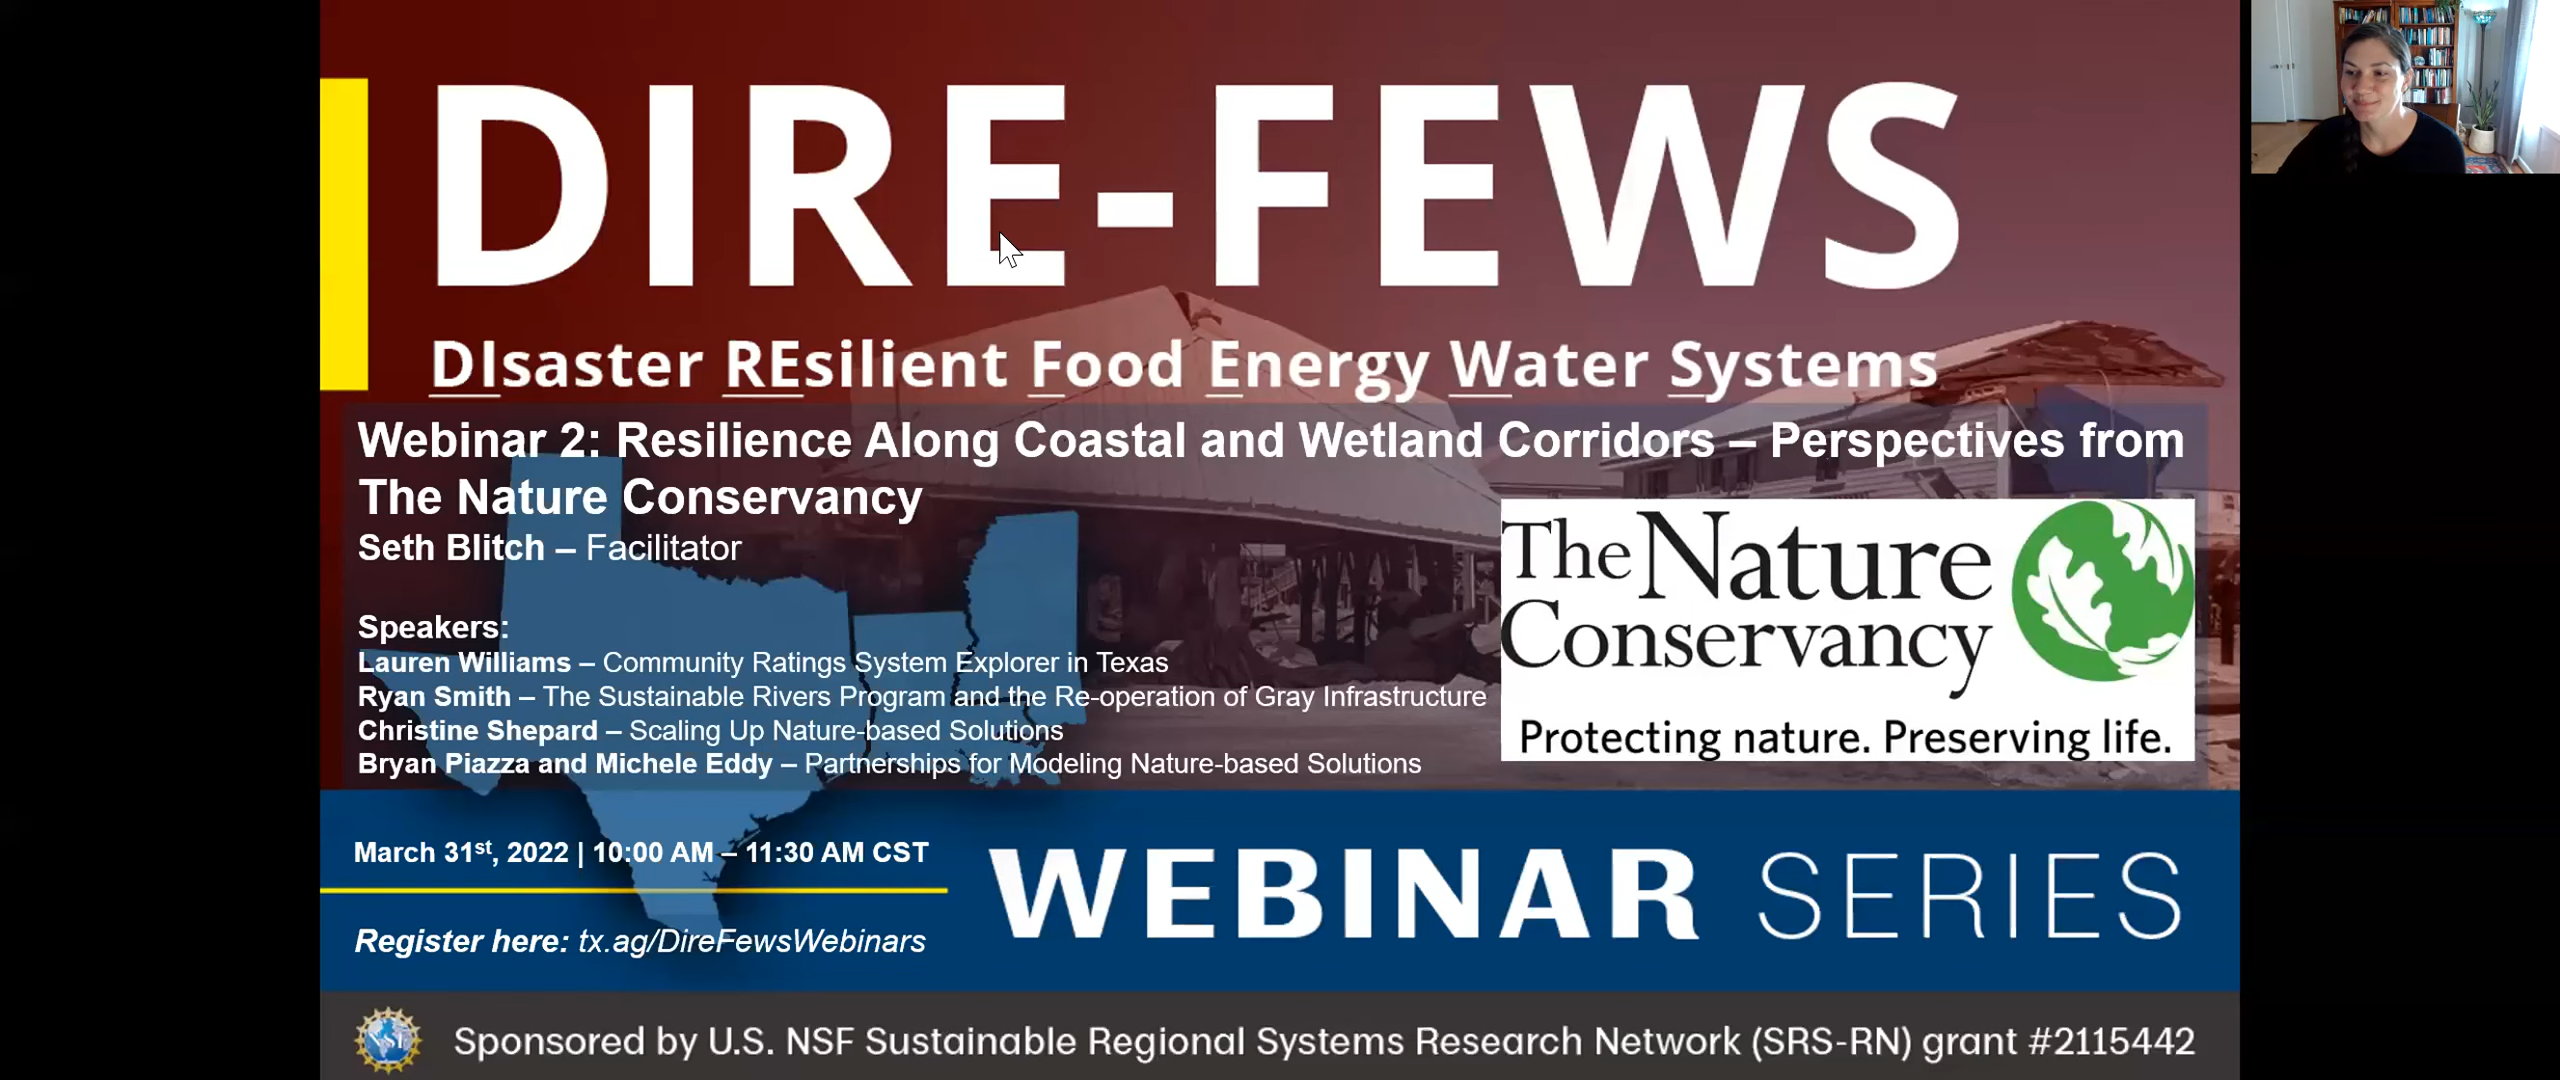 DIRE-FEWS
DIsaster REsilient Food Energy Water Systems
Webinar 2: Resilience Along Coastal and Wetland Corridors – Perspectives from
The Nature Conservancy
Seth Blitch – Facilitator
Speakers:
Lauren Williams – Community Ratings System Explorer in Texas
Ryan Smith – The Sustainable Rivers Program and the Re-operation of Gray Infrastructure
Christine Shepard – Scaling Up Nature-based Solutions
Bryan Piazza and Michele Eddy – Partnerships for Modeling Nature-based Solutions
The Nature
Conservancy
Protecting nature. Preserving life.
March 31st, 2022 | 10:00 AM – 11:30 AM CST
Register here: tx.ag/DireFewsWebinars
WEBINAR SERIES
NSF
Sponsored by U.S. NSF Sustainable Regional Systems Research Network (SRS-RN) grant #2115442